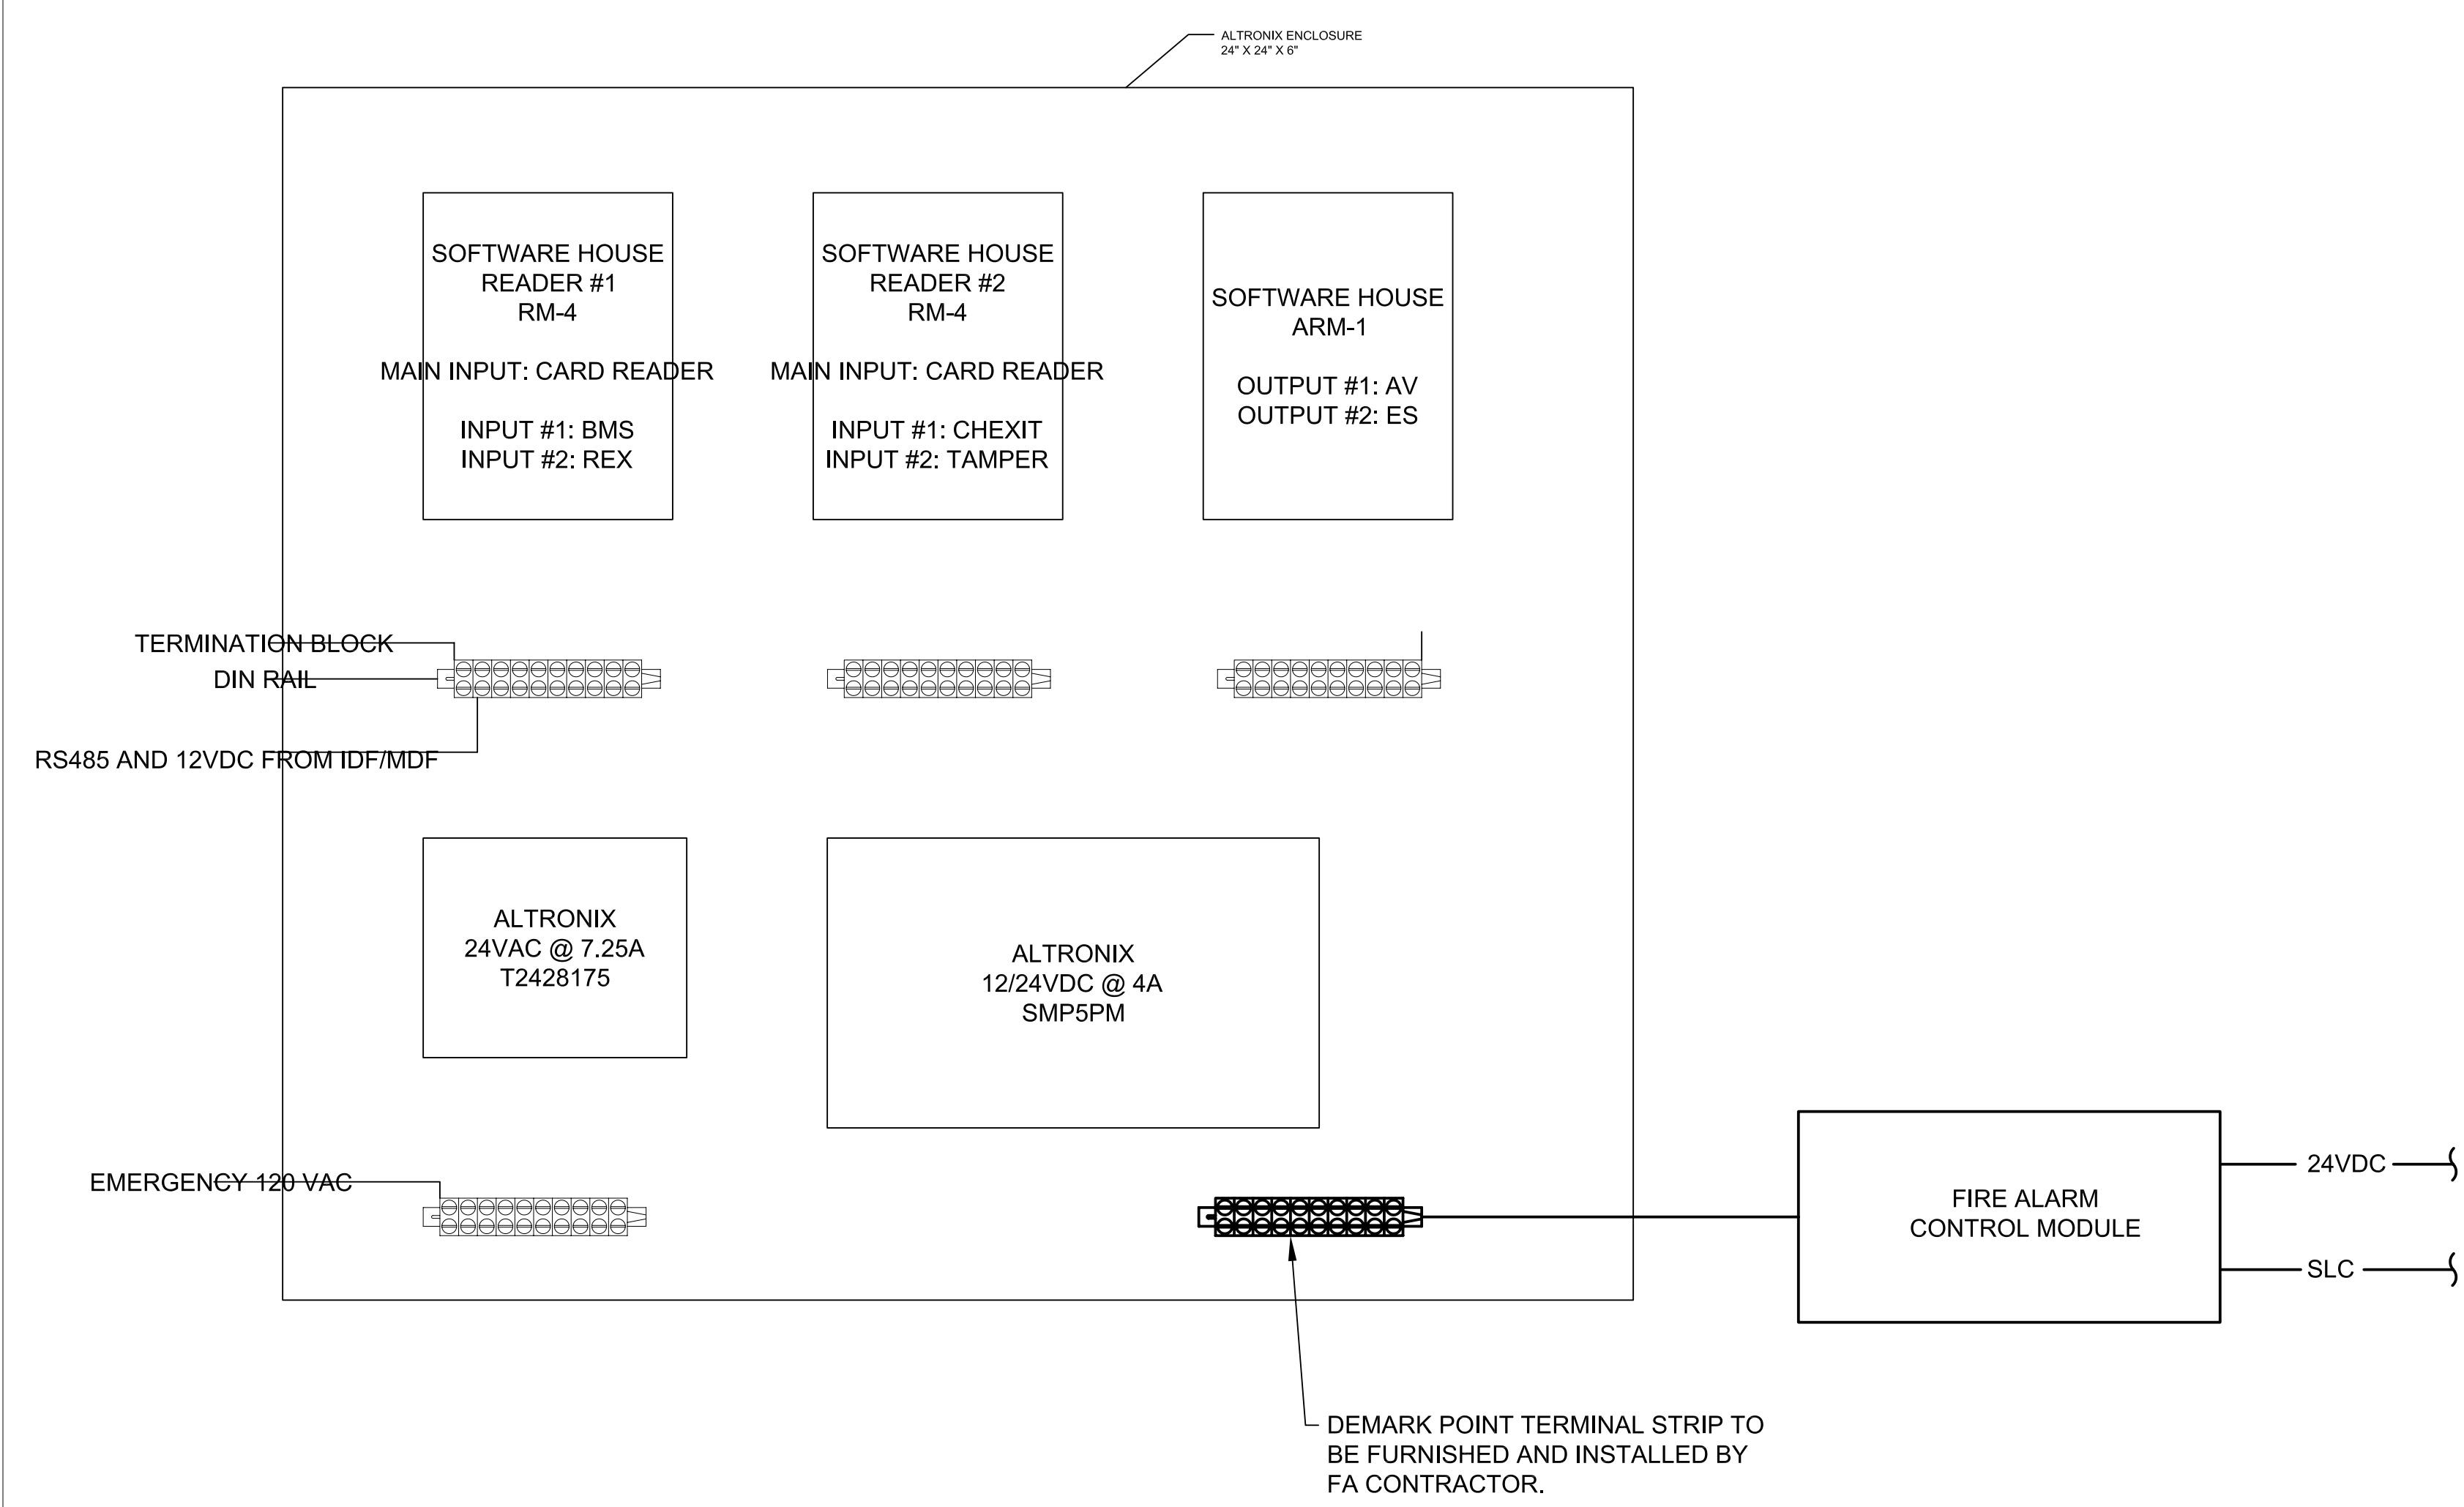 ALTRONIX ENCLOSURE
24" X 24" X 6"
SOFTWARE HOUSE
READER #1
RM-4
MAIN INPUT: CARD READER
INPUT #1: BMS
INPUT #2: REX
SOFTWARE HOUSE
READER #2
RM-4
MAIN INPUT: CARD READER
INPUT #1: CHEXIT
INPUT #2: TAMPER
SOFTWARE HOUSE
ARM-1
OUTPUT #1: AV
OUTPUT #2: ES
TERMINATION BLOCK
DIN RAIL
RS485 AND 12VDC FROM IDF/MDF
ALTRONIX
24VAC @ 7.25A
T2428175
ALTRONIX
12/24VDC @ 4A
SMP5PM
EMERGENCY 120 VAC
FIRE ALARM
CONTROL MODULE
24VDC
SLC
DEMARK POINT TERMINAL STRIP TO
BE FURNISHED AND INSTALLED BY
FA CONTRACTOR.